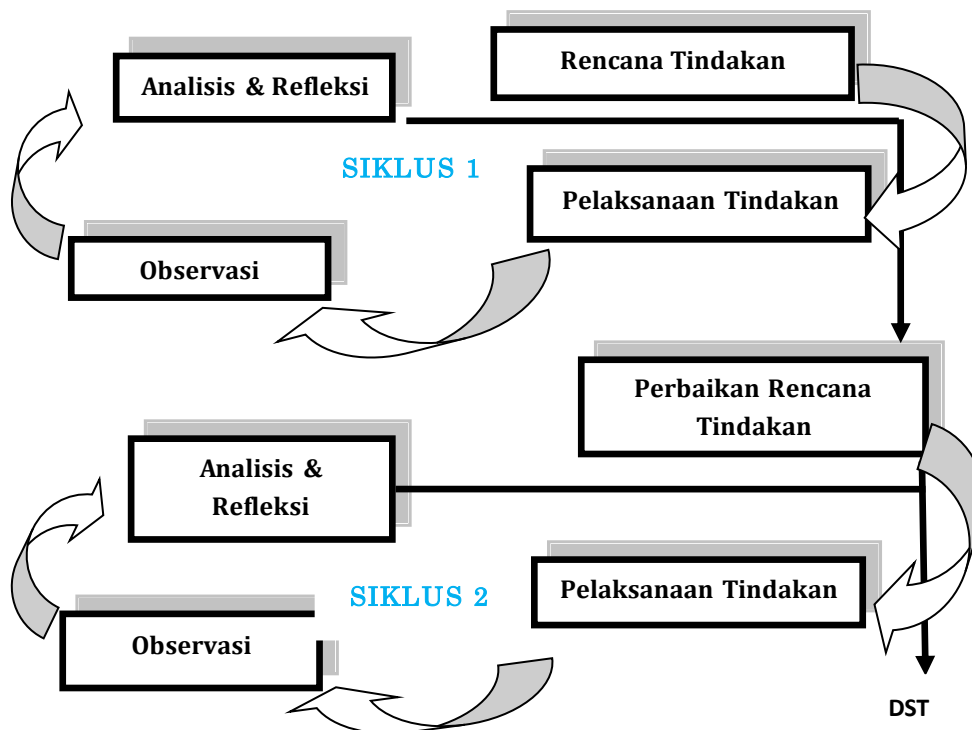 Rencana Tindakan
Analisis & Refleksi
SIKLUS 1
Pelaksanaan Tindakan
Observasi
Perbaikan Rencana
Tindakan
Analisis &
Refleksi
SIKLUS 2
Pelaksanaan Tindakan
Observasi
DST